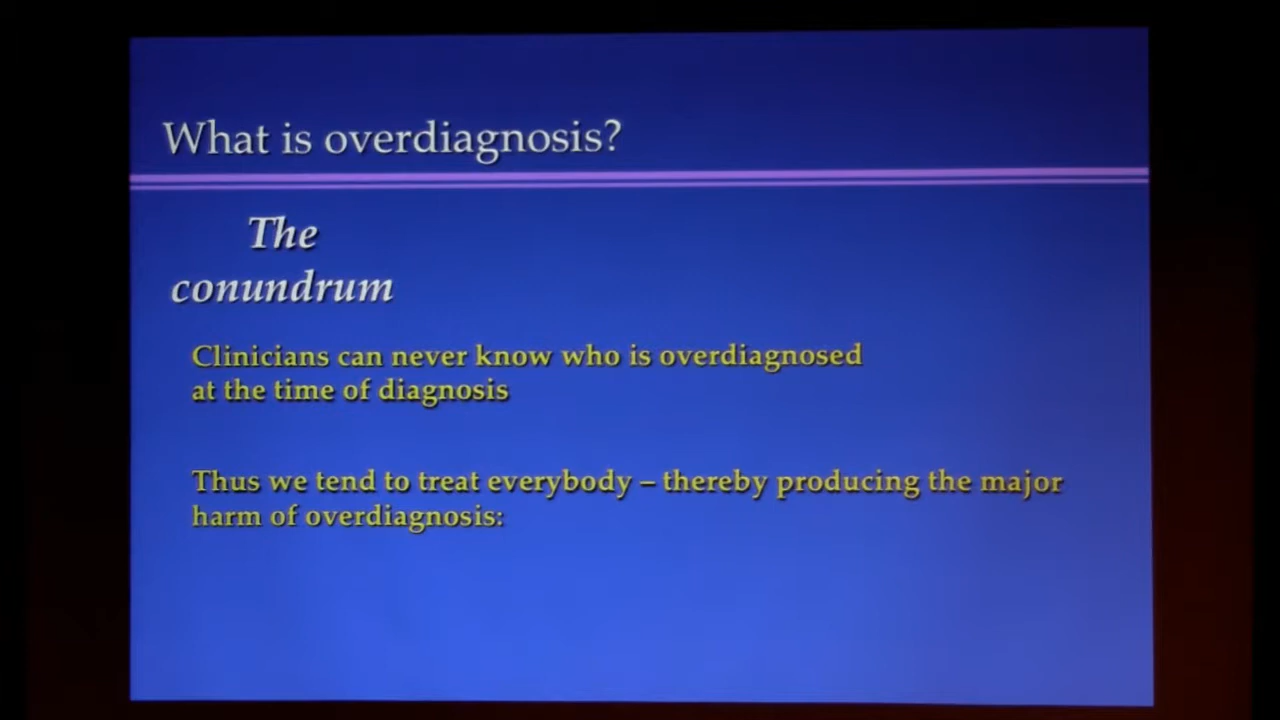 What is overdiagnosis?
The
conundrum
Clinicians can never know who is overdiagnosed
at the time of diagnosis
Thus we tend to treat everybody – thereby producing the major
harm of overdiagnosis: